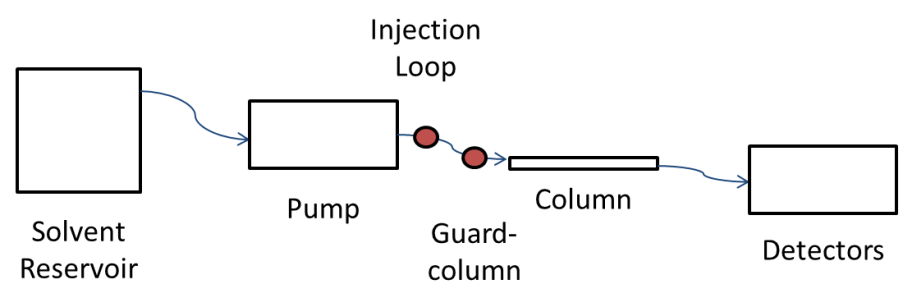 Injection
Loop
Solvent
Reservoir
Pump
Guard-
column
Column
Detectors